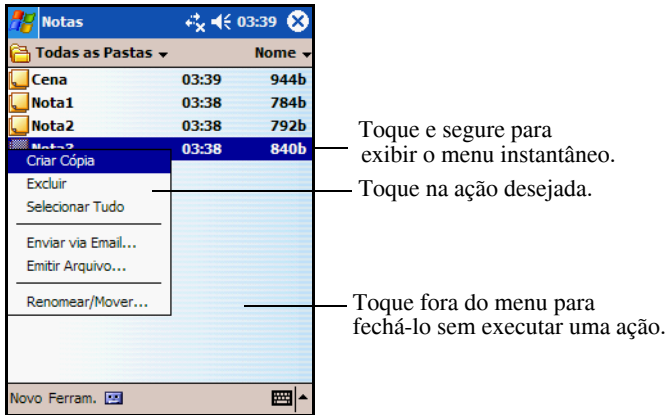 Notas 03:39
Todas as Pastas Nome
Cena 03:39 944b
Nota1 03:38 784b
Nota2 03:38 792b
Nota3 03:38 840b
Criar Cópia
Excluir
Selecionar Tudo
Enviar via Email...
Emitir Arquivo...
Renomear/Mover...
Novo Ferram.
Toque e segure para
exibir o menu instantâneo.
Toque na ação desejada.
Toque fora do menu para
fechá-lo sem executar uma ação.